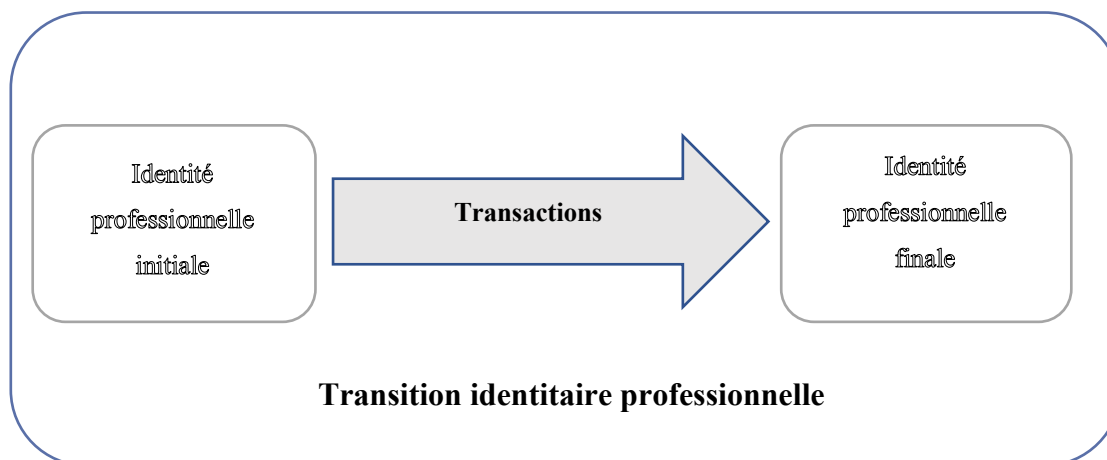 Identité
professionnelle
initiale
Transactions
Identité
professionnelle
finale
Transition identitaire professionnelle